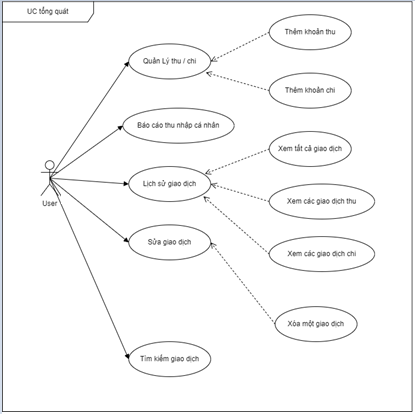 UC tổng quát
Thêm khoản thu
Quản Lý thu / chi
Thêm khoản chi
Báo cáo thu nhập cá nhân
Xem tất cả giao dịch
Lịch sử giao dịch
Xem các giao dịch thu
User
Sửa giao dịch
Xem các giao dịch chi
Xóa một giao dịch
Tìm kiếm giao dịch